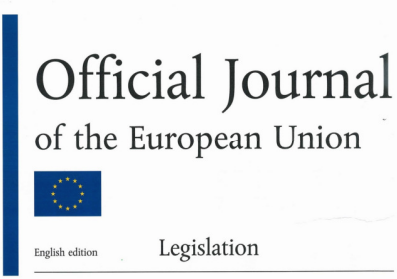 Official Journal
of the European Union
English edition
Legislation